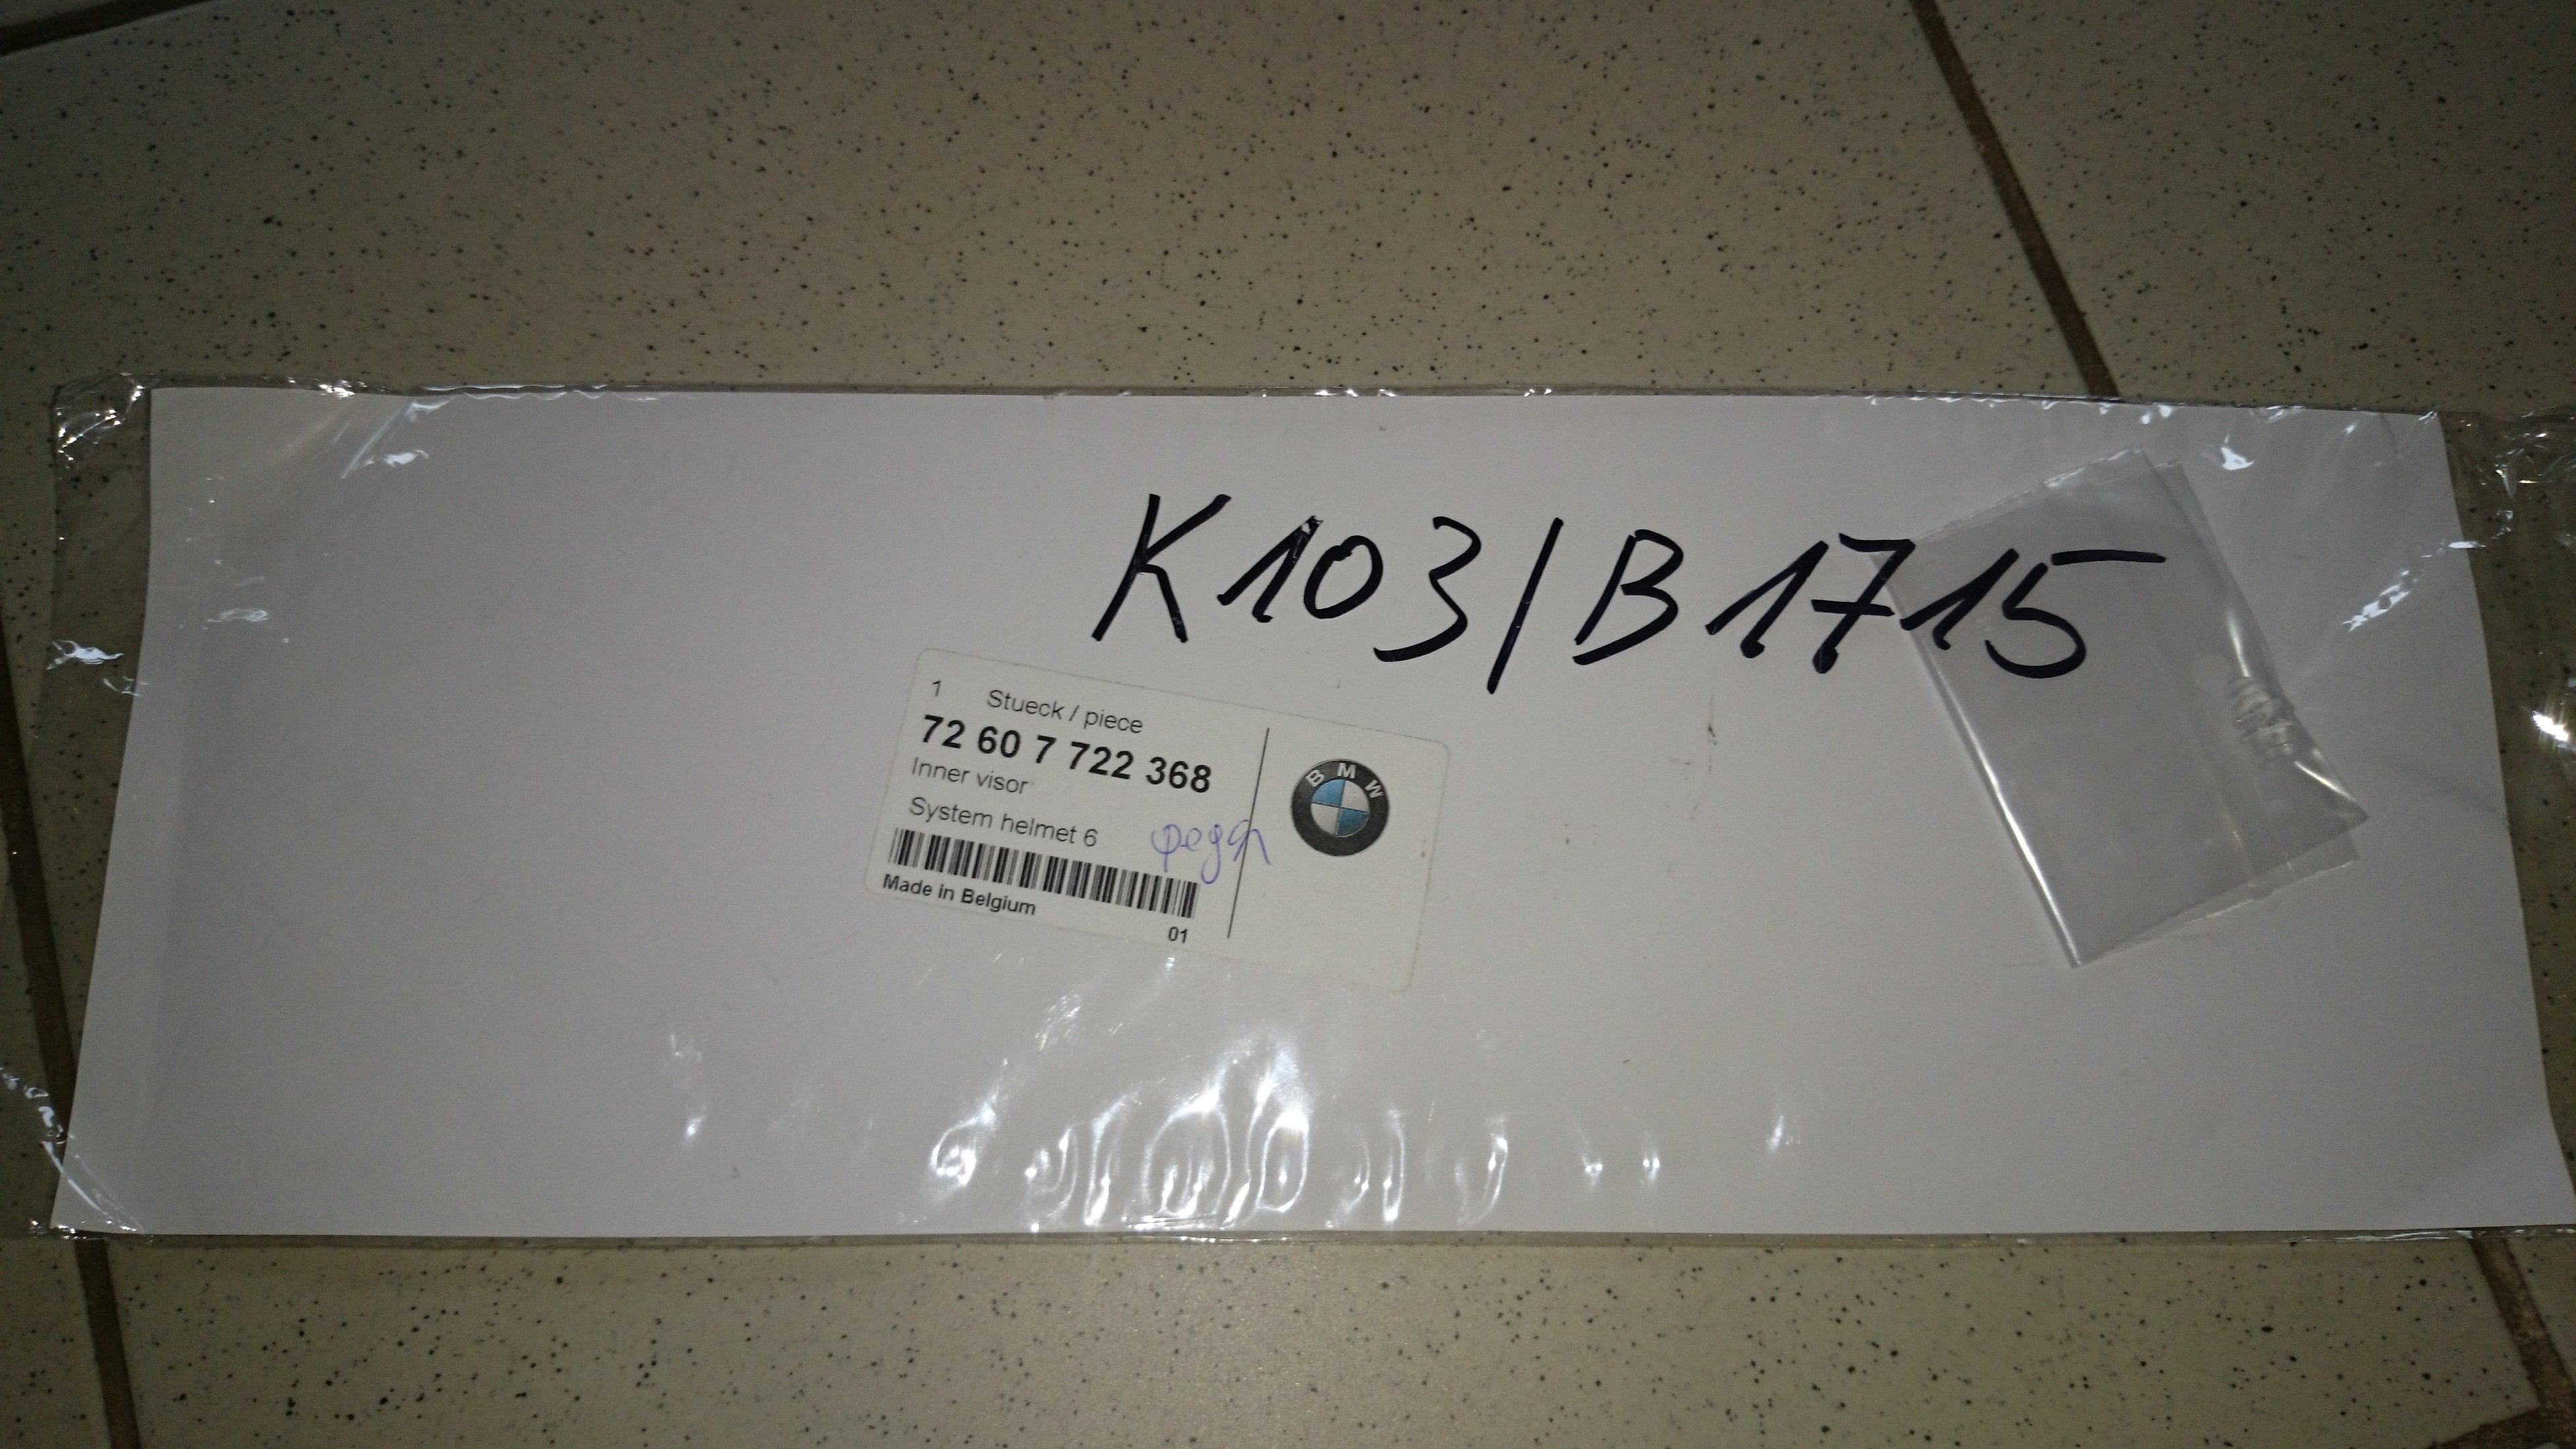 K103/B1715
1 Stueck / piece
72 60 7 722 368
Inner visor
System helmet 6
федя
Made in Belgium
01
BMW